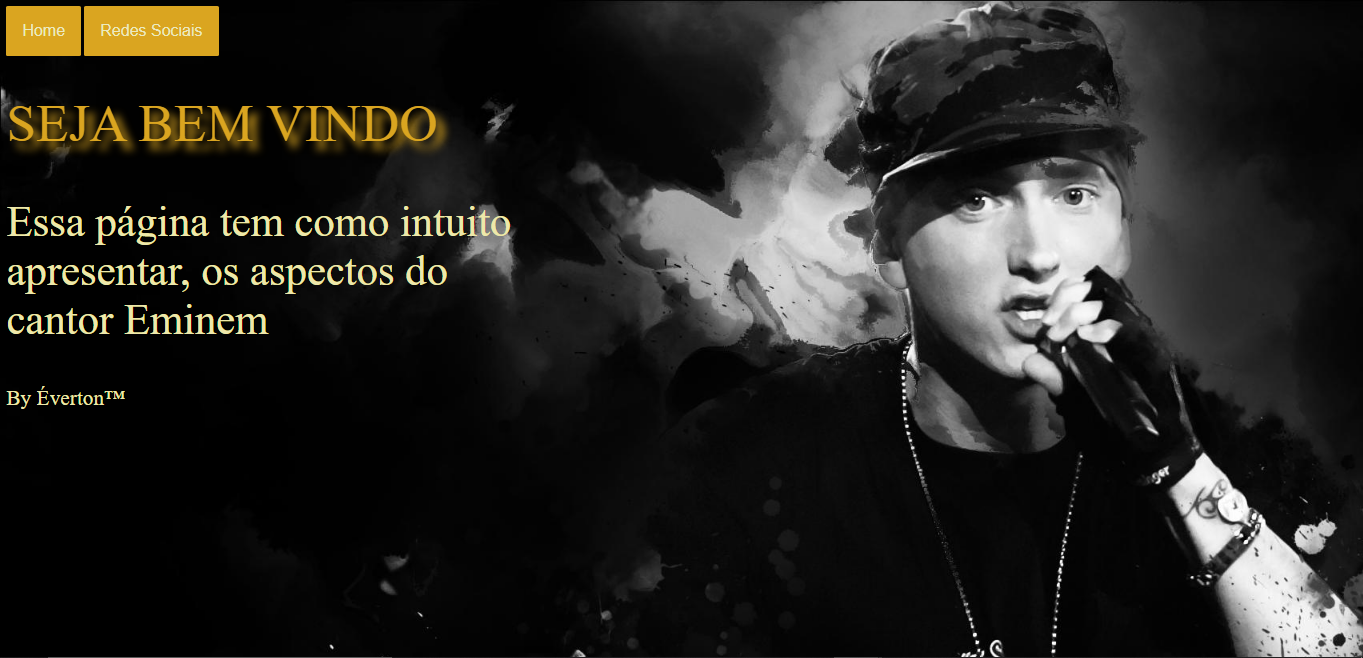 Home
Redes Sociais
SEJA BEM VINDO
Essa página tem como intuito
apresentar, os aspectos do
cantor Eminem
By Éverton™